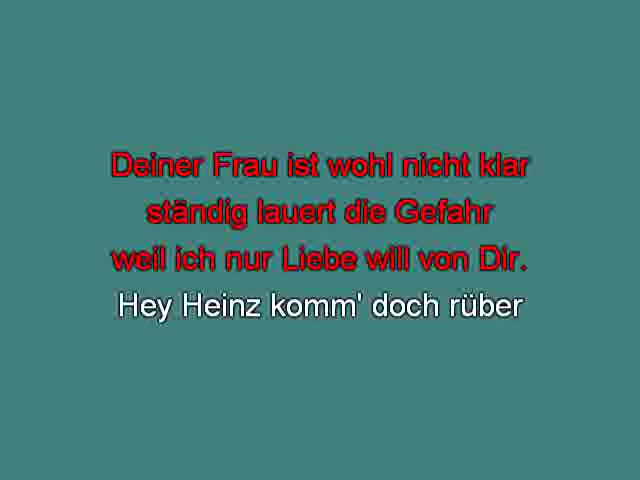 Deiner Frau ist wohl nicht klar
ständig lauert die Gefahr
weil ich nur Liebe will von Dir.
Hey Heinz komm' doch rüber